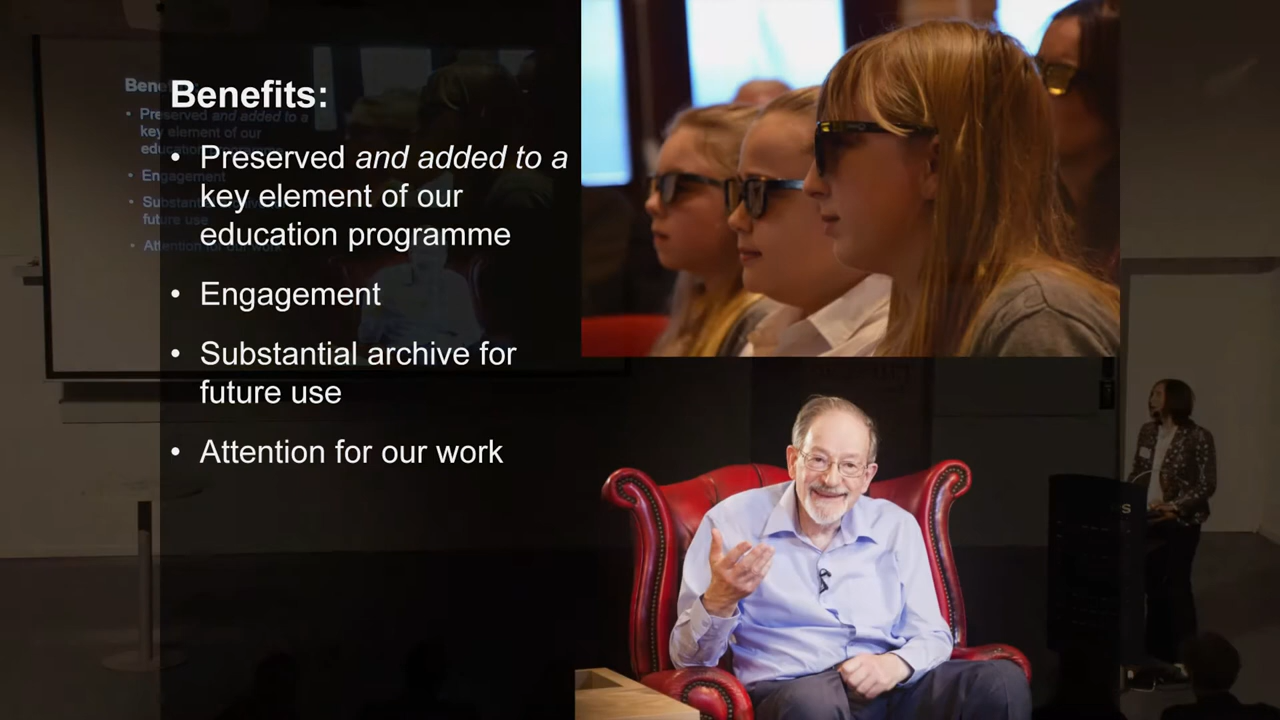 Benefits:
• Preserved and added to a
key element of our
education programme
• Engagement
• Substantial archive for
future use
• Attention for our work